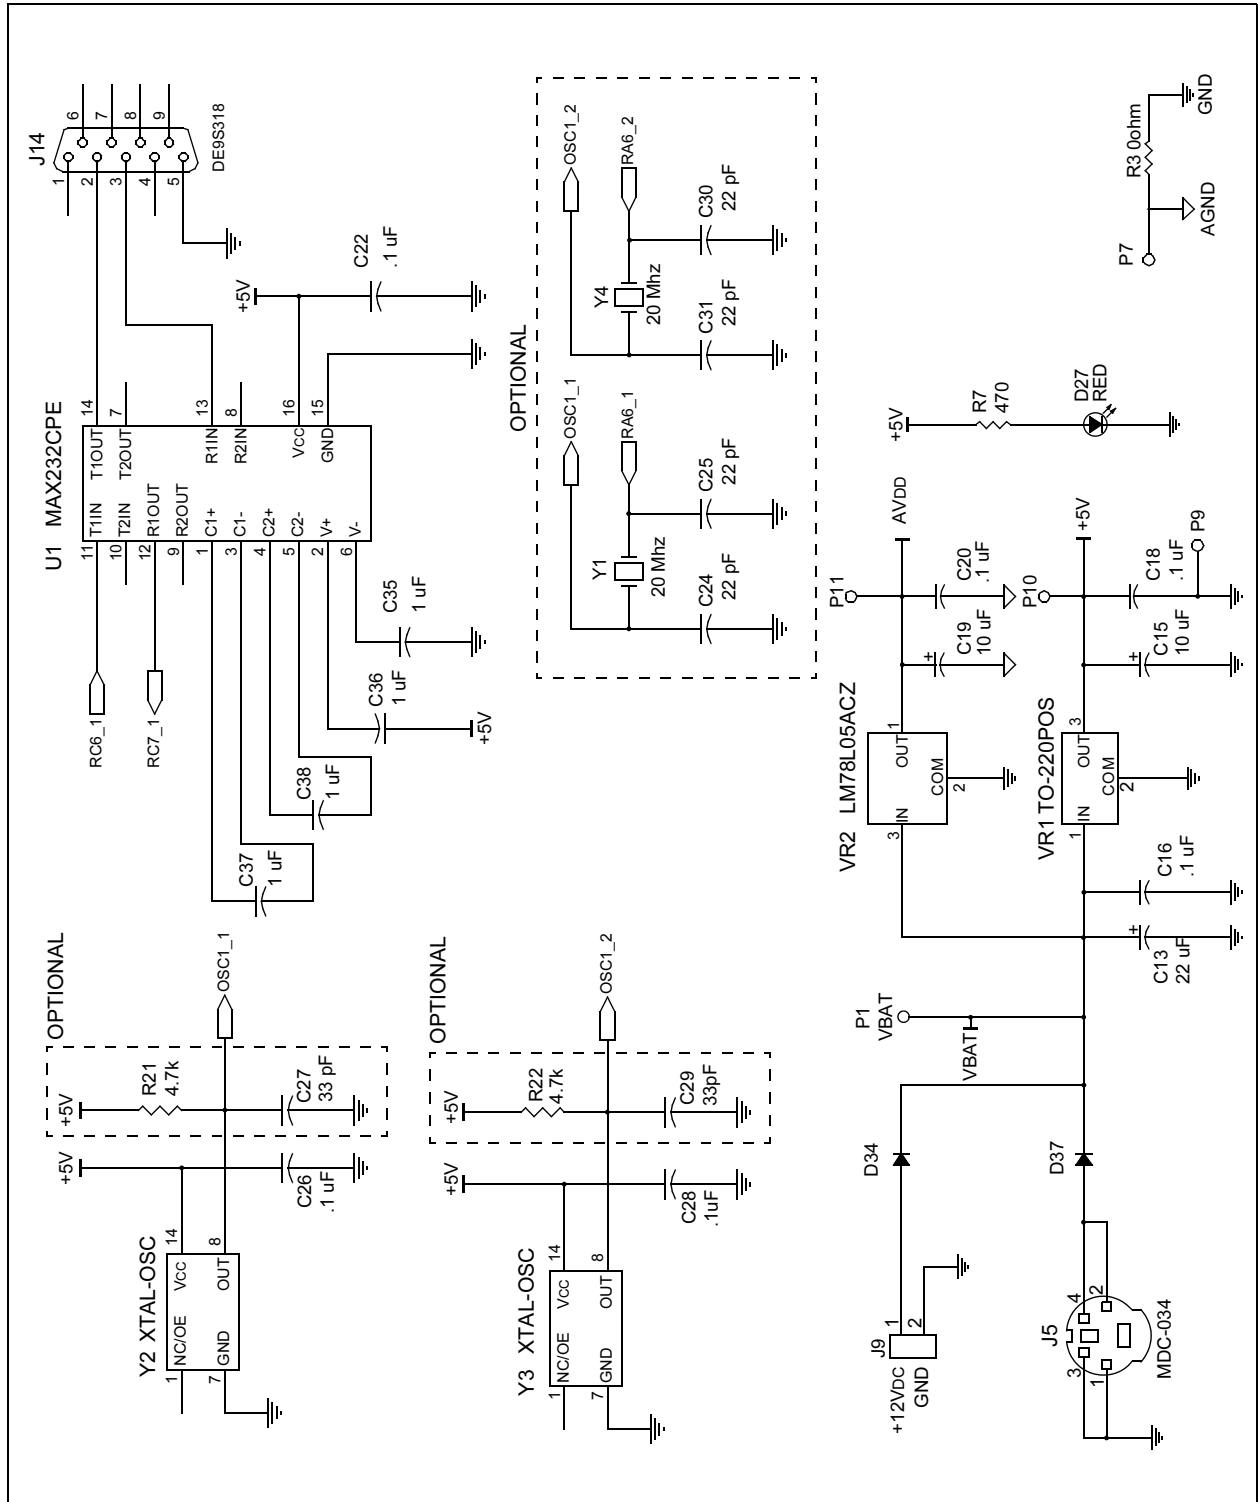 Y2 XTAL-OSC
1
NC/OE
VCC
14
7
GND
OUT
8
+5V
C26
.1 uF
OPTIONAL
+5V
R21
4.7k
C27
33 pF
OSC1_1
Y3 XTAL-OSC
1
NC/OE
VCC
14
7
GND
OUT
8
+5V
C28
.1uF
OPTIONAL
+5V
R22
4.7k
C29
33pF
OSC1_2
U1 MAX232CPE
RC6_1
11
T1IN
T1OUT
14
10
T2IN
T2OUT
7
RC7_1
12
R1OUT
9
R2OUT
R1IN
13
1
C1+
R2IN
8
3
C1-
4
C2+
VCC
16
5
C2-
GND
15
2
V+
6
V-
C37
1 uF
C38
1 uF
C36
1 uF
+5V
C35
1 uF
+5V
C22
.1 uF
J14
1
2
3
4
5
6
7
8
9
DE9S318
OPTIONAL
OSC1_1
RA6_1
Y1
20 Mhz
C24
22 pF
C25
22 pF
OSC1_2
RA6_2
Y4
20 Mhz
C31
22 pF
C30
22 pF
J9
+12VDC
GND
1
2
D34
J5
3
4
1
2
MDC-034
D37
P1
VBAT
VBAT
C13
+
22 uF
C16
.1 uF
VR2 LM78L05ACZ
3
IN
OUT
1
COM
2
VR1 TO-220POS
1
IN
OUT
3
COM
2
P11
AVDD
+
C19
10 uF
C20
.1 uF
P10
+5V
+
C15
10 uF
C18
.1 uF
P9
+5V
R7
470
D27
RED
P7
AGND
R3 0ohm
GND